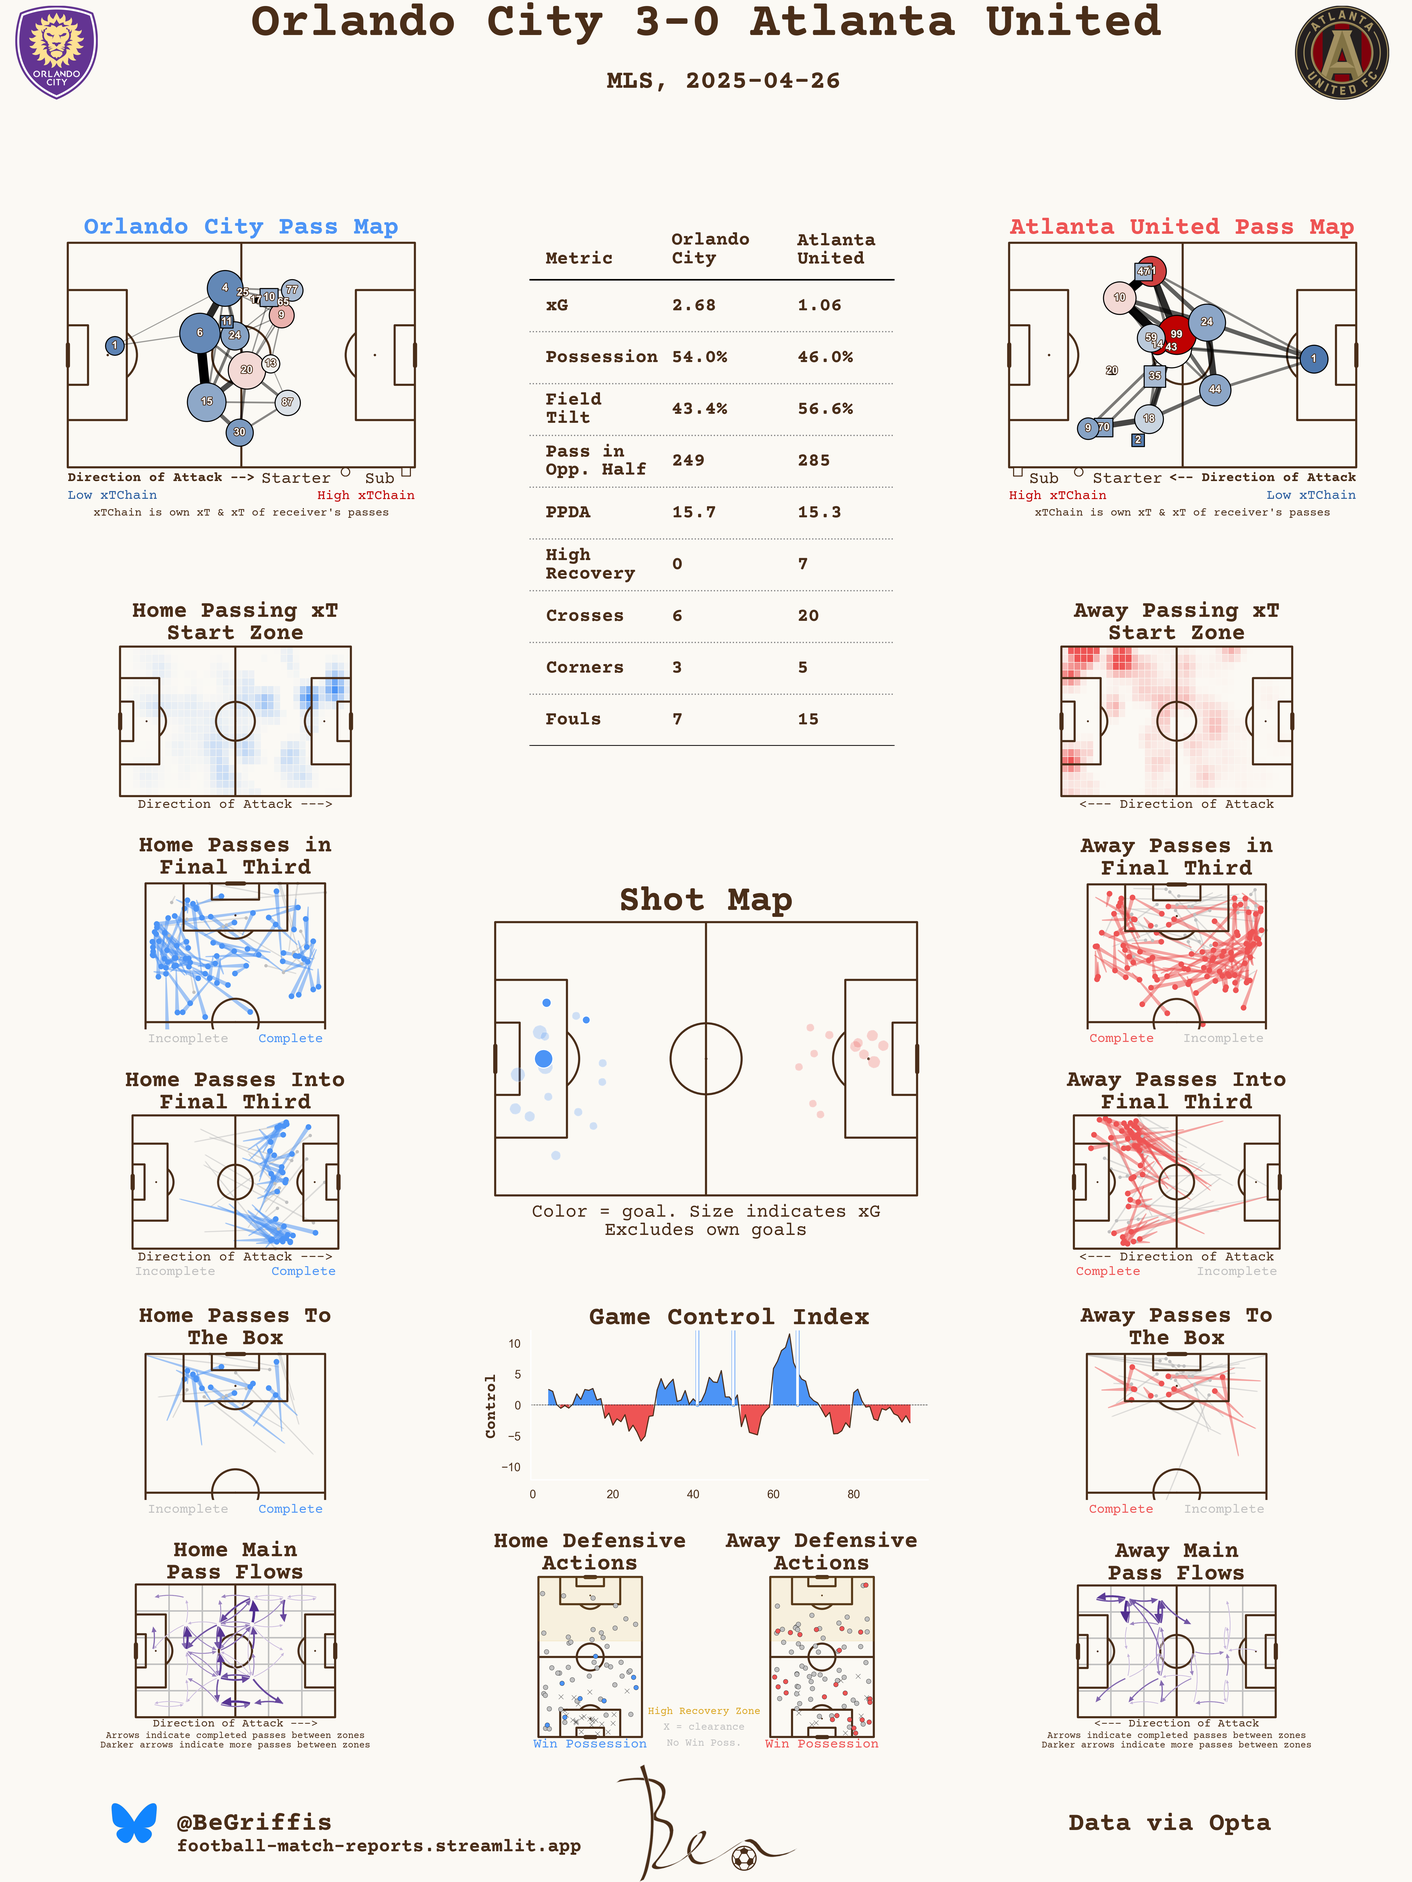 Orlando City 3-0 Atlanta United
MLS, 2025-04-26
ORLANDO
CITY
ATLANTA
UNITED FC
Orlando City Pass Map
4
25
17
10
77
65
9
11
6
24
1
20
13
15
87
30
Direction of Attack --> Starter Sub
Low xTChain High xTChain
xTChain is own xT & xT of receiver's passes
Metric Orlando City Atlanta United
xG 2.68 1.06
Possession 54.0% 46.0%
Field Tilt 43.4% 56.6%
Pass in Opp. Half 249 285
PPDA 15.7 15.3
High Recovery 0 7
Crosses 6 20
Corners 3 5
Fouls 7 15
Atlanta United Pass Map
47
10
24
99
59
14
43
1
20
35
44
18
9
70
2
Sub Starter <-- Direction of Attack
High xTChain Low xTChain
xTChain is own xT & xT of receiver's passes
Home Passing xT
Start Zone
Direction of Attack --->
Away Passing xT
Start Zone
<--- Direction of Attack
Home Passes in
Final Third
Incomplete Complete
Away Passes in
Final Third
Complete Incomplete
Shot Map
Color = goal. Size indicates xG
Excludes own goals
Home Passes Into
Final Third
Direction of Attack --->
Incomplete Complete
Away Passes Into
Final Third
<--- Direction of Attack
Complete Incomplete
Home Passes To
The Box
Incomplete Complete
Game Control Index
Control
10
5
0
−5
−10
0 20 40 60 80
Away Passes To
The Box
Complete Incomplete
Home Main
Pass Flows
Direction of Attack --->
Arrows indicate completed passes between zones
Darker arrows indicate more passes between zones
Home Defensive
Actions
Win Possession
Away Defensive
Actions
Win Possession
High Recovery Zone
X = clearance
No Win Poss.
Away Main
Pass Flows
<--- Direction of Attack
Arrows indicate completed passes between zones
Darker arrows indicate more passes between zones
@BeGriffis
football-match-reports.streamlit.app
Ben
Data via Opta